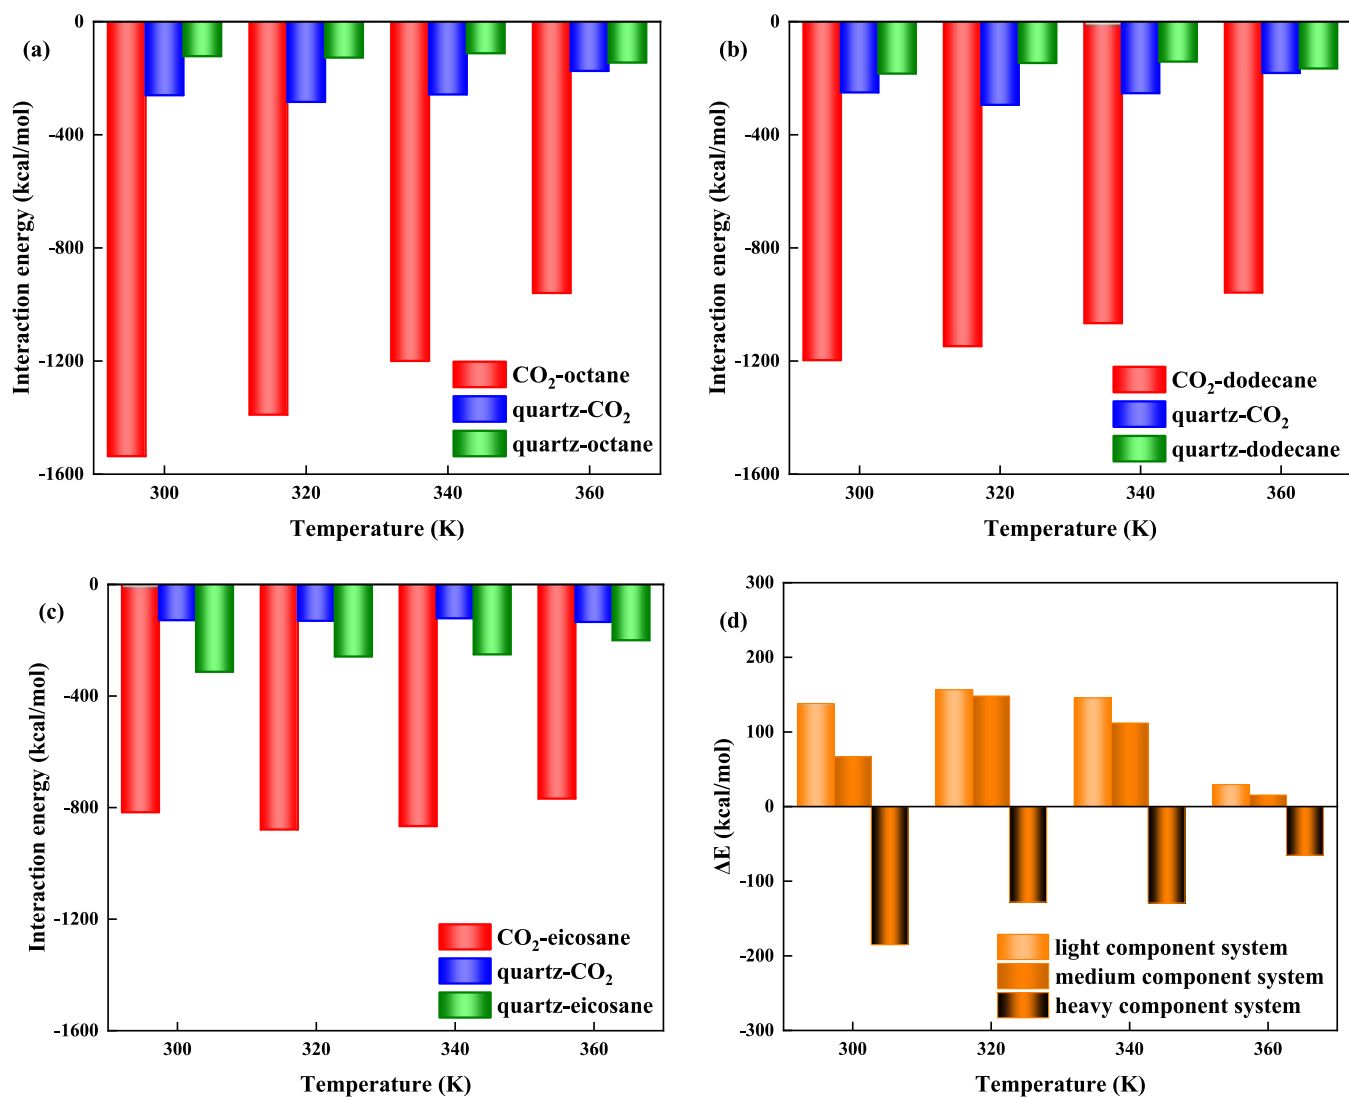 (a)
Interaction energy (kcal/mol)
0
-400
-800
-1200
-1600
CO₂-octane
quartz-CO₂
quartz-octane
300 320 340 360
Temperature (K)
(b)
Interaction energy (kcal/mol)
0
-400
-800
-1200
-1600
CO₂-dodecane
quartz-CO₂
quartz-dodecane
300 320 340 360
Temperature (K)
(c)
Interaction energy (kcal/mol)
0
-400
-800
-1200
-1600
CO₂-eicosane
quartz-CO₂
quartz-eicosane
300 320 340 360
Temperature (K)
(d)
ΔE (kcal/mol)
300
200
100
0
-100
-200
-300
light component system
medium component system
heavy component system
300 320 340 360
Temperature (K)